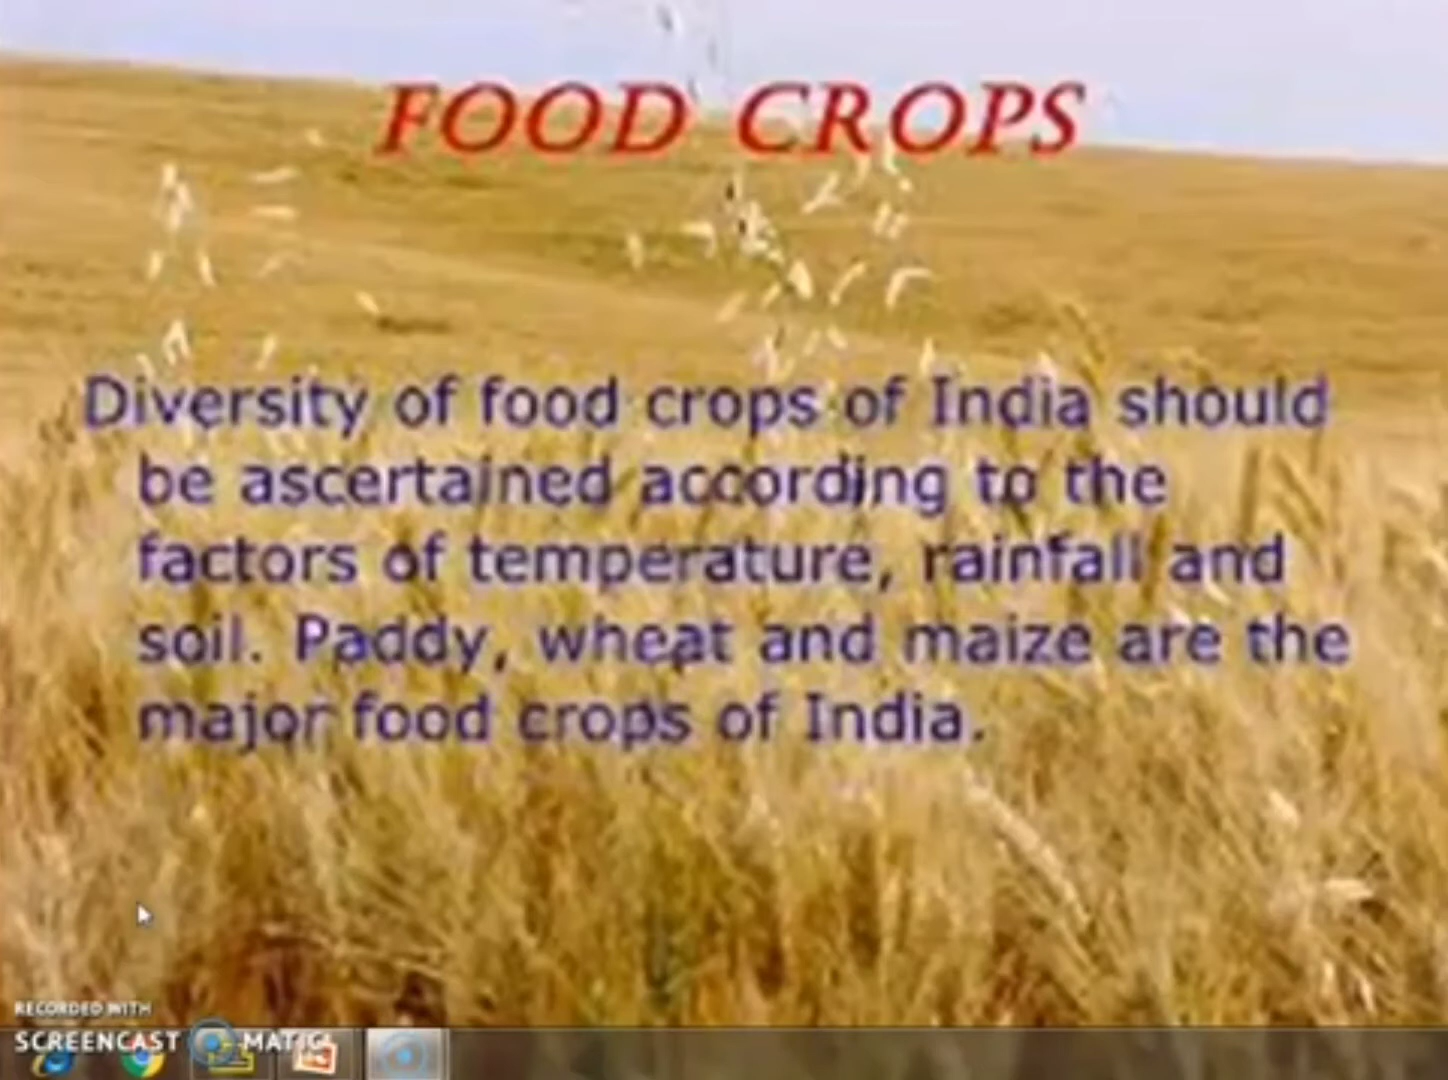 FOOD CROPS
Diversity of food crops of India should
be ascertained according to the
factors of temperature, rainfall and
soil. Paddy, wheat and maize are the
major food crops of India.
RECORDED WITH
SCREENCAST MATIC